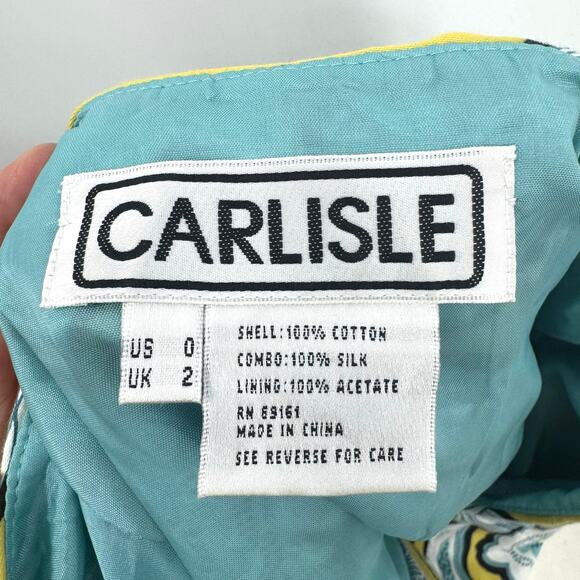 CARLISLE
US 0
UK 2
SHELL:100% COTTON
COMBO:100% SILK
LINING:100% ACETATE
RN 69161
MADE IN CHINA
SEE REVERSE FOR CARE